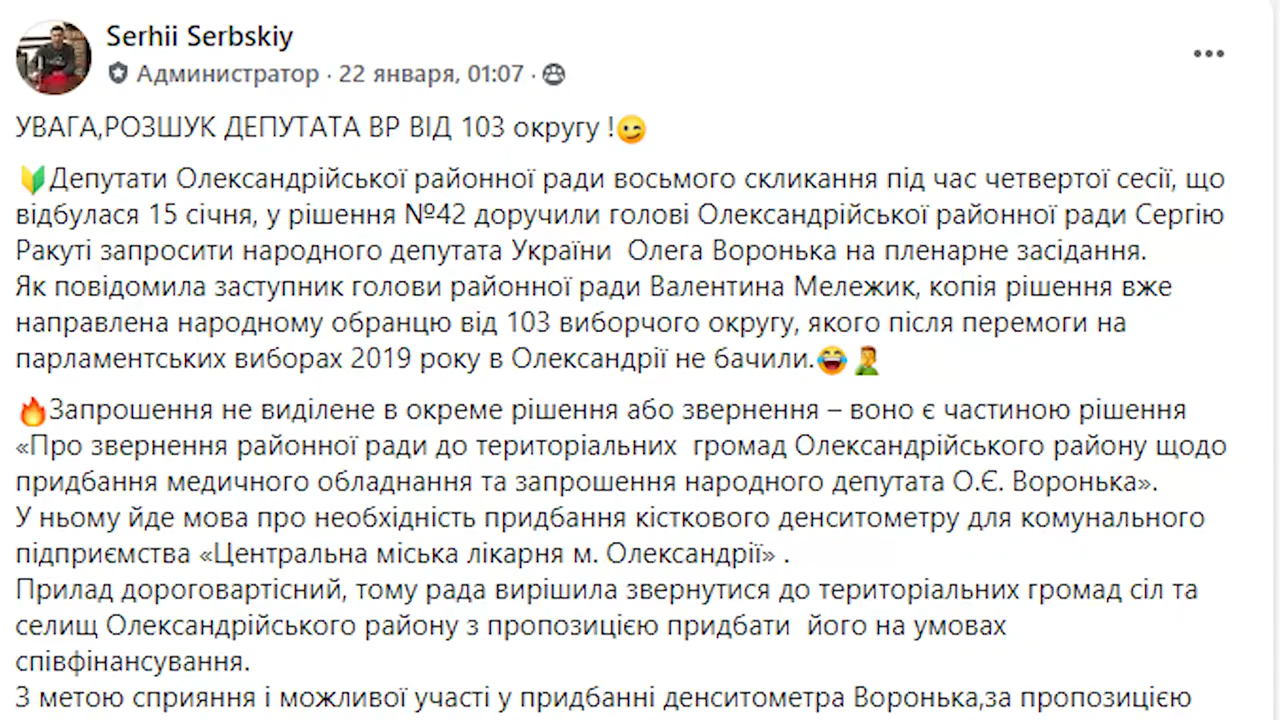 Serhii Serbskiy
Администратор · 22 января, 01:07 ·
УВАГА,РОЗШУК ДЕПУТАТА ВР ВІД 103 округу !😉
🔰Депутати Олександрійської районної ради восьмого скликання під час четвертої сесії, що
відбулася 15 січня, у рішення №42 доручили голові Олександрійської районної ради Сергію
Ракуті запросити народного депутата України  Олега Воронька на пленарне засідання.
Як повідомила заступник голови районної ради Валентина Мележик, копія рішення вже
направлена народному обранцю від 103 виборчого округу, якого після перемоги на
парламентських виборах 2019 року в Олександрії не бачили.😂🤦‍♂️
🔥Запрошення не виділене в окреме рішення або звернення – воно є частиною рішення
«Про звернення районної ради до територіальних  громад Олександрійського району щодо
придбання медичного обладнання та запрошення народного депутата О.Є. Воронька».
У ньому йде мова про необхідність придбання кісткового денситометру для комунального
підприємства «Центральна міська лікарня м. Олександрії» .
Прилад дороговартісний, тому рада вирішила звернутися до територіальних громад сіл та
селищ Олександрійського району з пропозицією придбати  його на умовах
співфінансування.
З метою сприяння і можливої участі у придбанні денситометра Воронька,за пропозицією